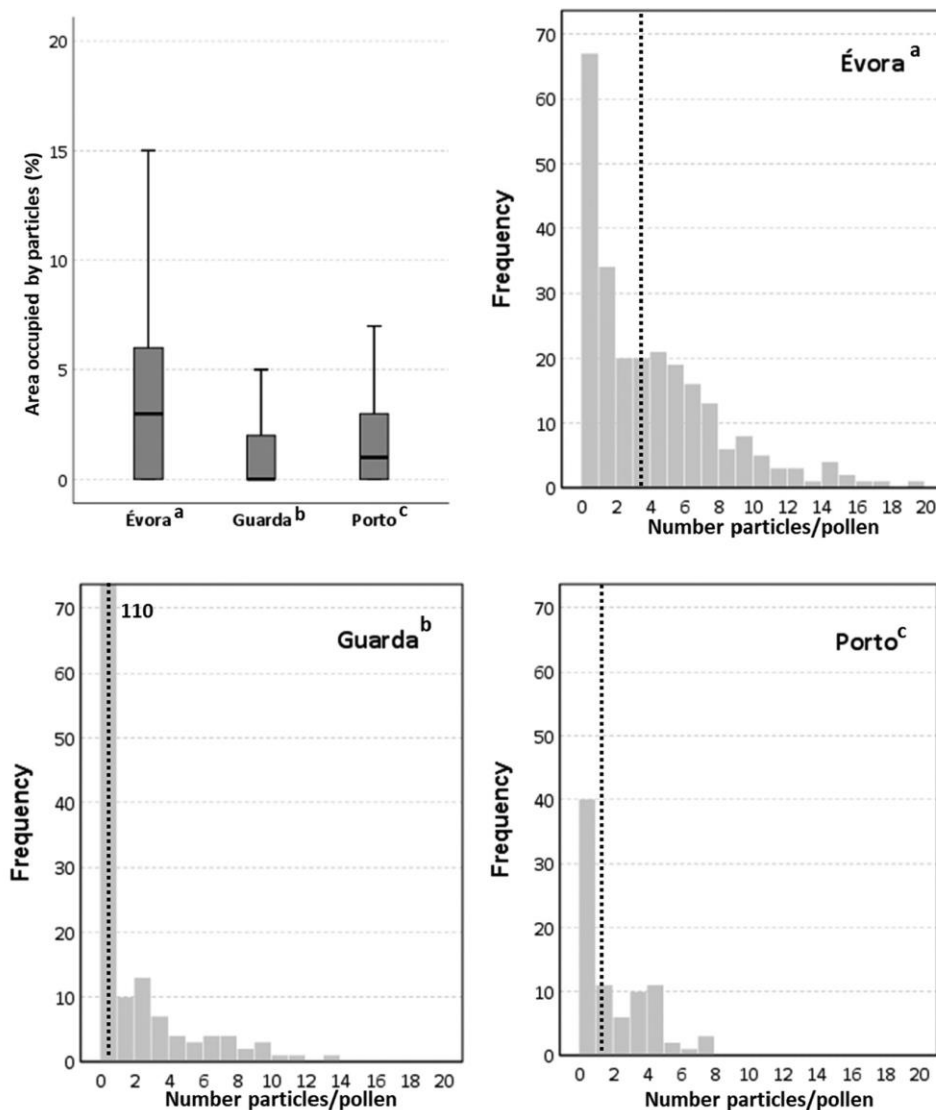 Area occupied by particles (%)
20
15
10
5
0
Évora a
Guarda b
Porto c
Frequency
70
60
50
40
30
20
10
0
Évora a
0 2 4 6 8 10 12 14 16 18 20
Number particles/pollen
Frequency
70
60
50
40
30
20
10
0
110
Guarda b
0 2 4 6 8 10 12 14 16 18 20
Number particles/pollen
Frequency
70
60
50
40
30
20
10
0
Porto c
0 2 4 6 8 10 12 14 16 18 20
Number particles/pollen